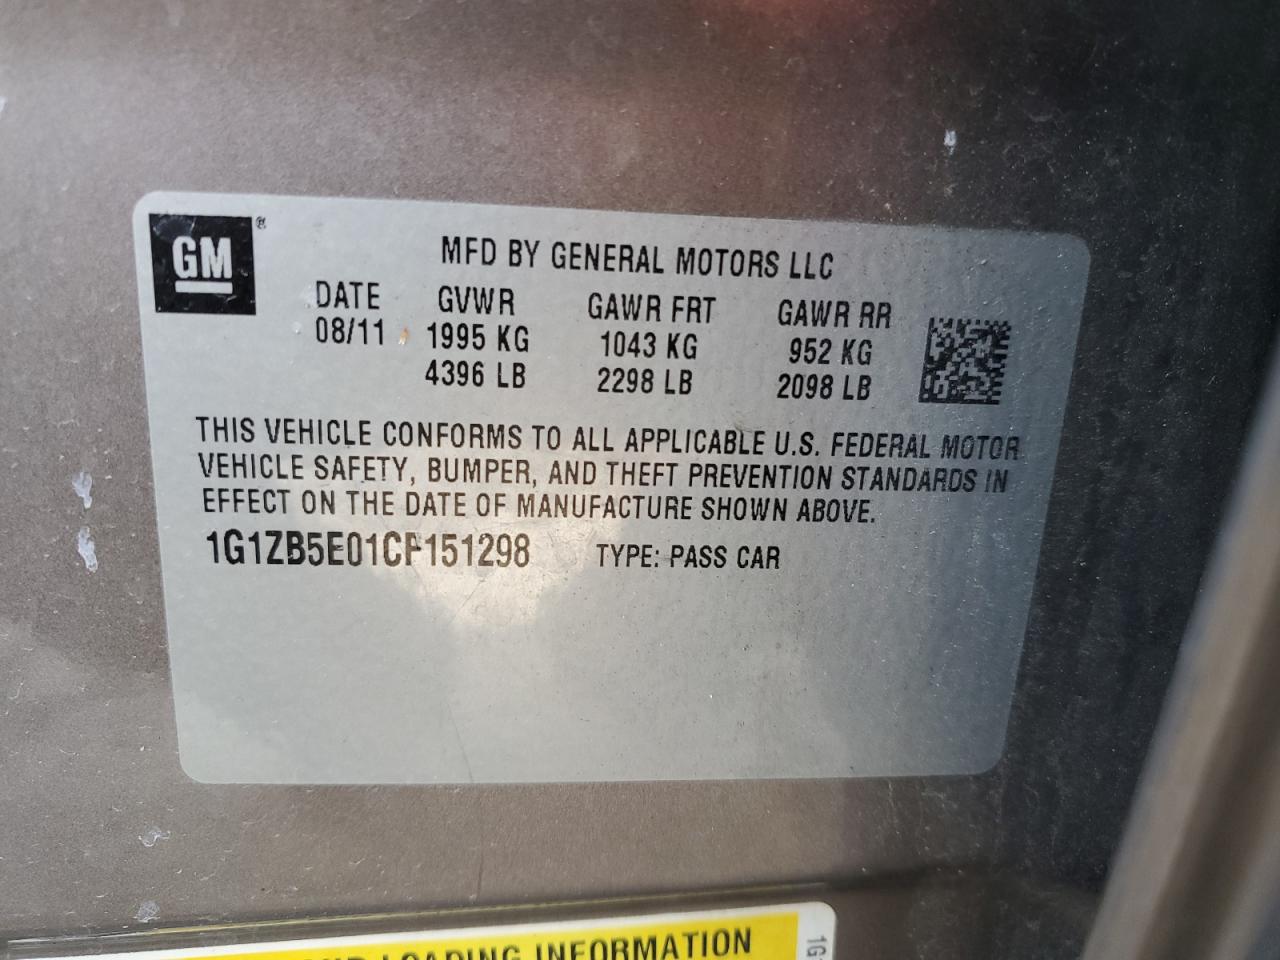 GM ®
MFD BY GENERAL MOTORS LLC
DATE GVWR GAWR FRT GAWR RR
08/11 1995 KG 1043 KG 952 KG
4396 LB 2298 LB 2098 LB
THIS VEHICLE CONFORMS TO ALL APPLICABLE U.S. FEDERAL MOTOR
VEHICLE SAFETY, BUMPER, AND THEFT PREVENTION STANDARDS IN
EFFECT ON THE DATE OF MANUFACTURE SHOWN ABOVE.
1G1ZB5E01CF151298 TYPE: PASS CAR
LOADING INFORMATION